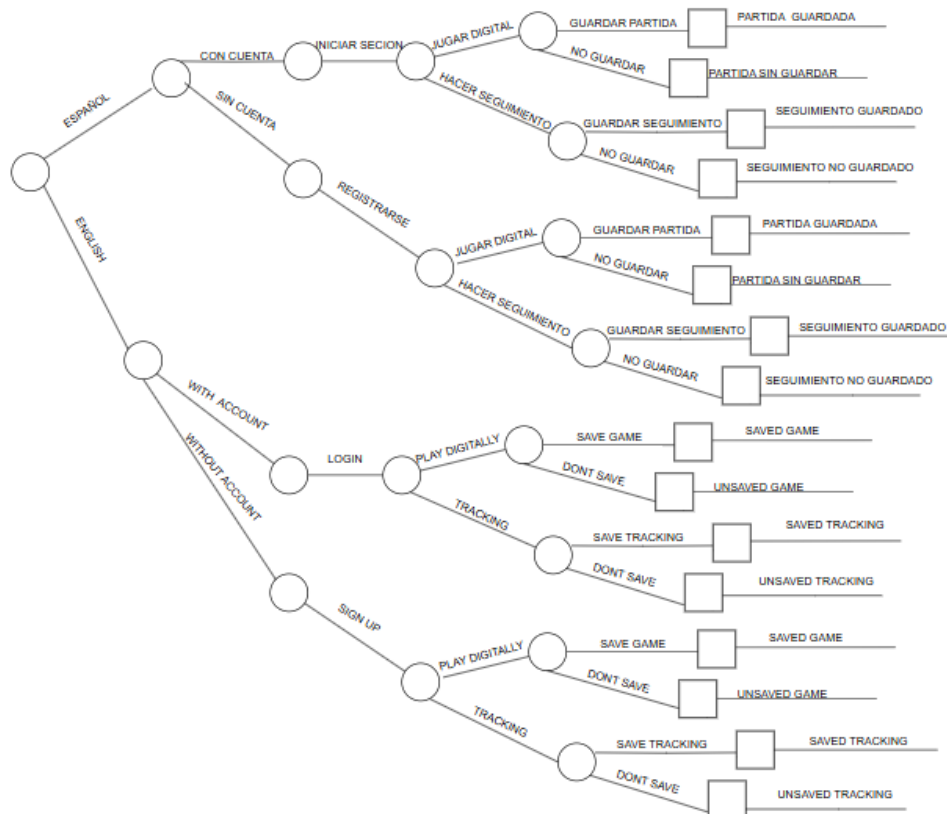 ESPAÑOL
CON CUENTA
INICIAR SECION
JUGAR DIGITAL
GUARDAR PARTIDA
PARTIDA GUARDADA
NO GUARDAR
PARTIDA SIN GUARDAR
HACER SEGUIMIENTO
GUARDAR SEGUIMIENTO
SEGUIMIENTO GUARDADO
NO GUARDAR
SEGUIMIENTO NO GUARDADO
SIN CUENTA
REGISTRARSE
JUGAR DIGITAL
GUARDAR PARTIDA
PARTIDA GUARDADA
NO GUARDAR
PARTIDA SIN GUARDAR
HACER SEGUIMIENTO
GUARDAR SEGUIMIENTO
SEGUIMIENTO GUARDADO
NO GUARDAR
SEGUIMIENTO NO GUARDADO
ENGLISH
WITH ACCOUNT
LOGIN
PLAY DIGITALLY
SAVE GAME
SAVED GAME
DONT SAVE
UNSAVED GAME
TRACKING
SAVE TRACKING
SAVED TRACKING
DONT SAVE
UNSAVED TRACKING
WITHOUT ACCOUNT
SIGN UP
PLAY DIGITALLY
SAVE GAME
SAVED GAME
DONT SAVE
UNSAVED GAME
TRACKING
SAVE TRACKING
SAVED TRACKING
DONT SAVE
UNSAVED TRACKING